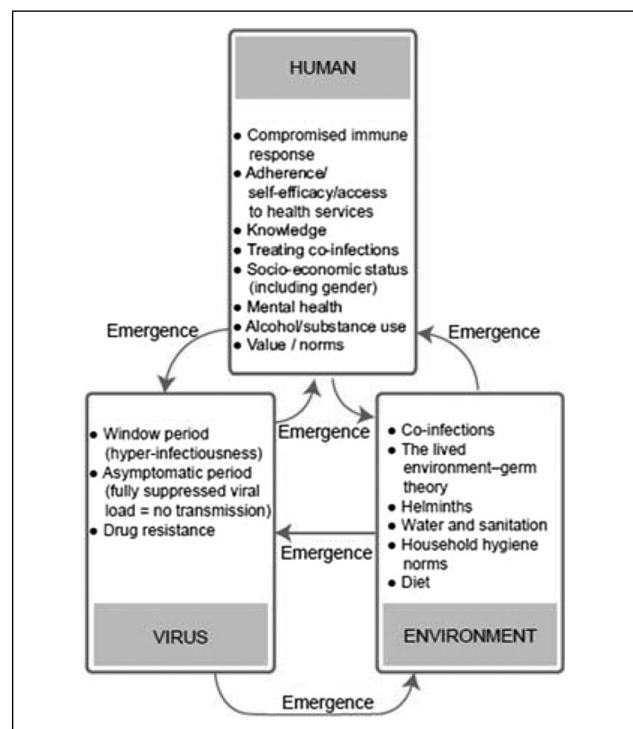 HUMAN
● Compromised immune
response
● Adherence/
self-efficacy/access
to health services
● Knowledge
● Treating co-infections
● Socio-economic status
(including gender)
● Mental health
● Alcohol/substance use
● Value / norms
Emergence
Emergence
● Window period
(hyper-infectiousness)
● Asymptomatic period
(fully suppressed viral
load = no transmission)
● Drug resistance
VIRUS
Emergence
Emergence
● Co-infections
● The lived
environment–germ
theory
● Helminths
● Water and sanitation
● Household hygiene
norms
● Diet
ENVIRONMENT
Emergence